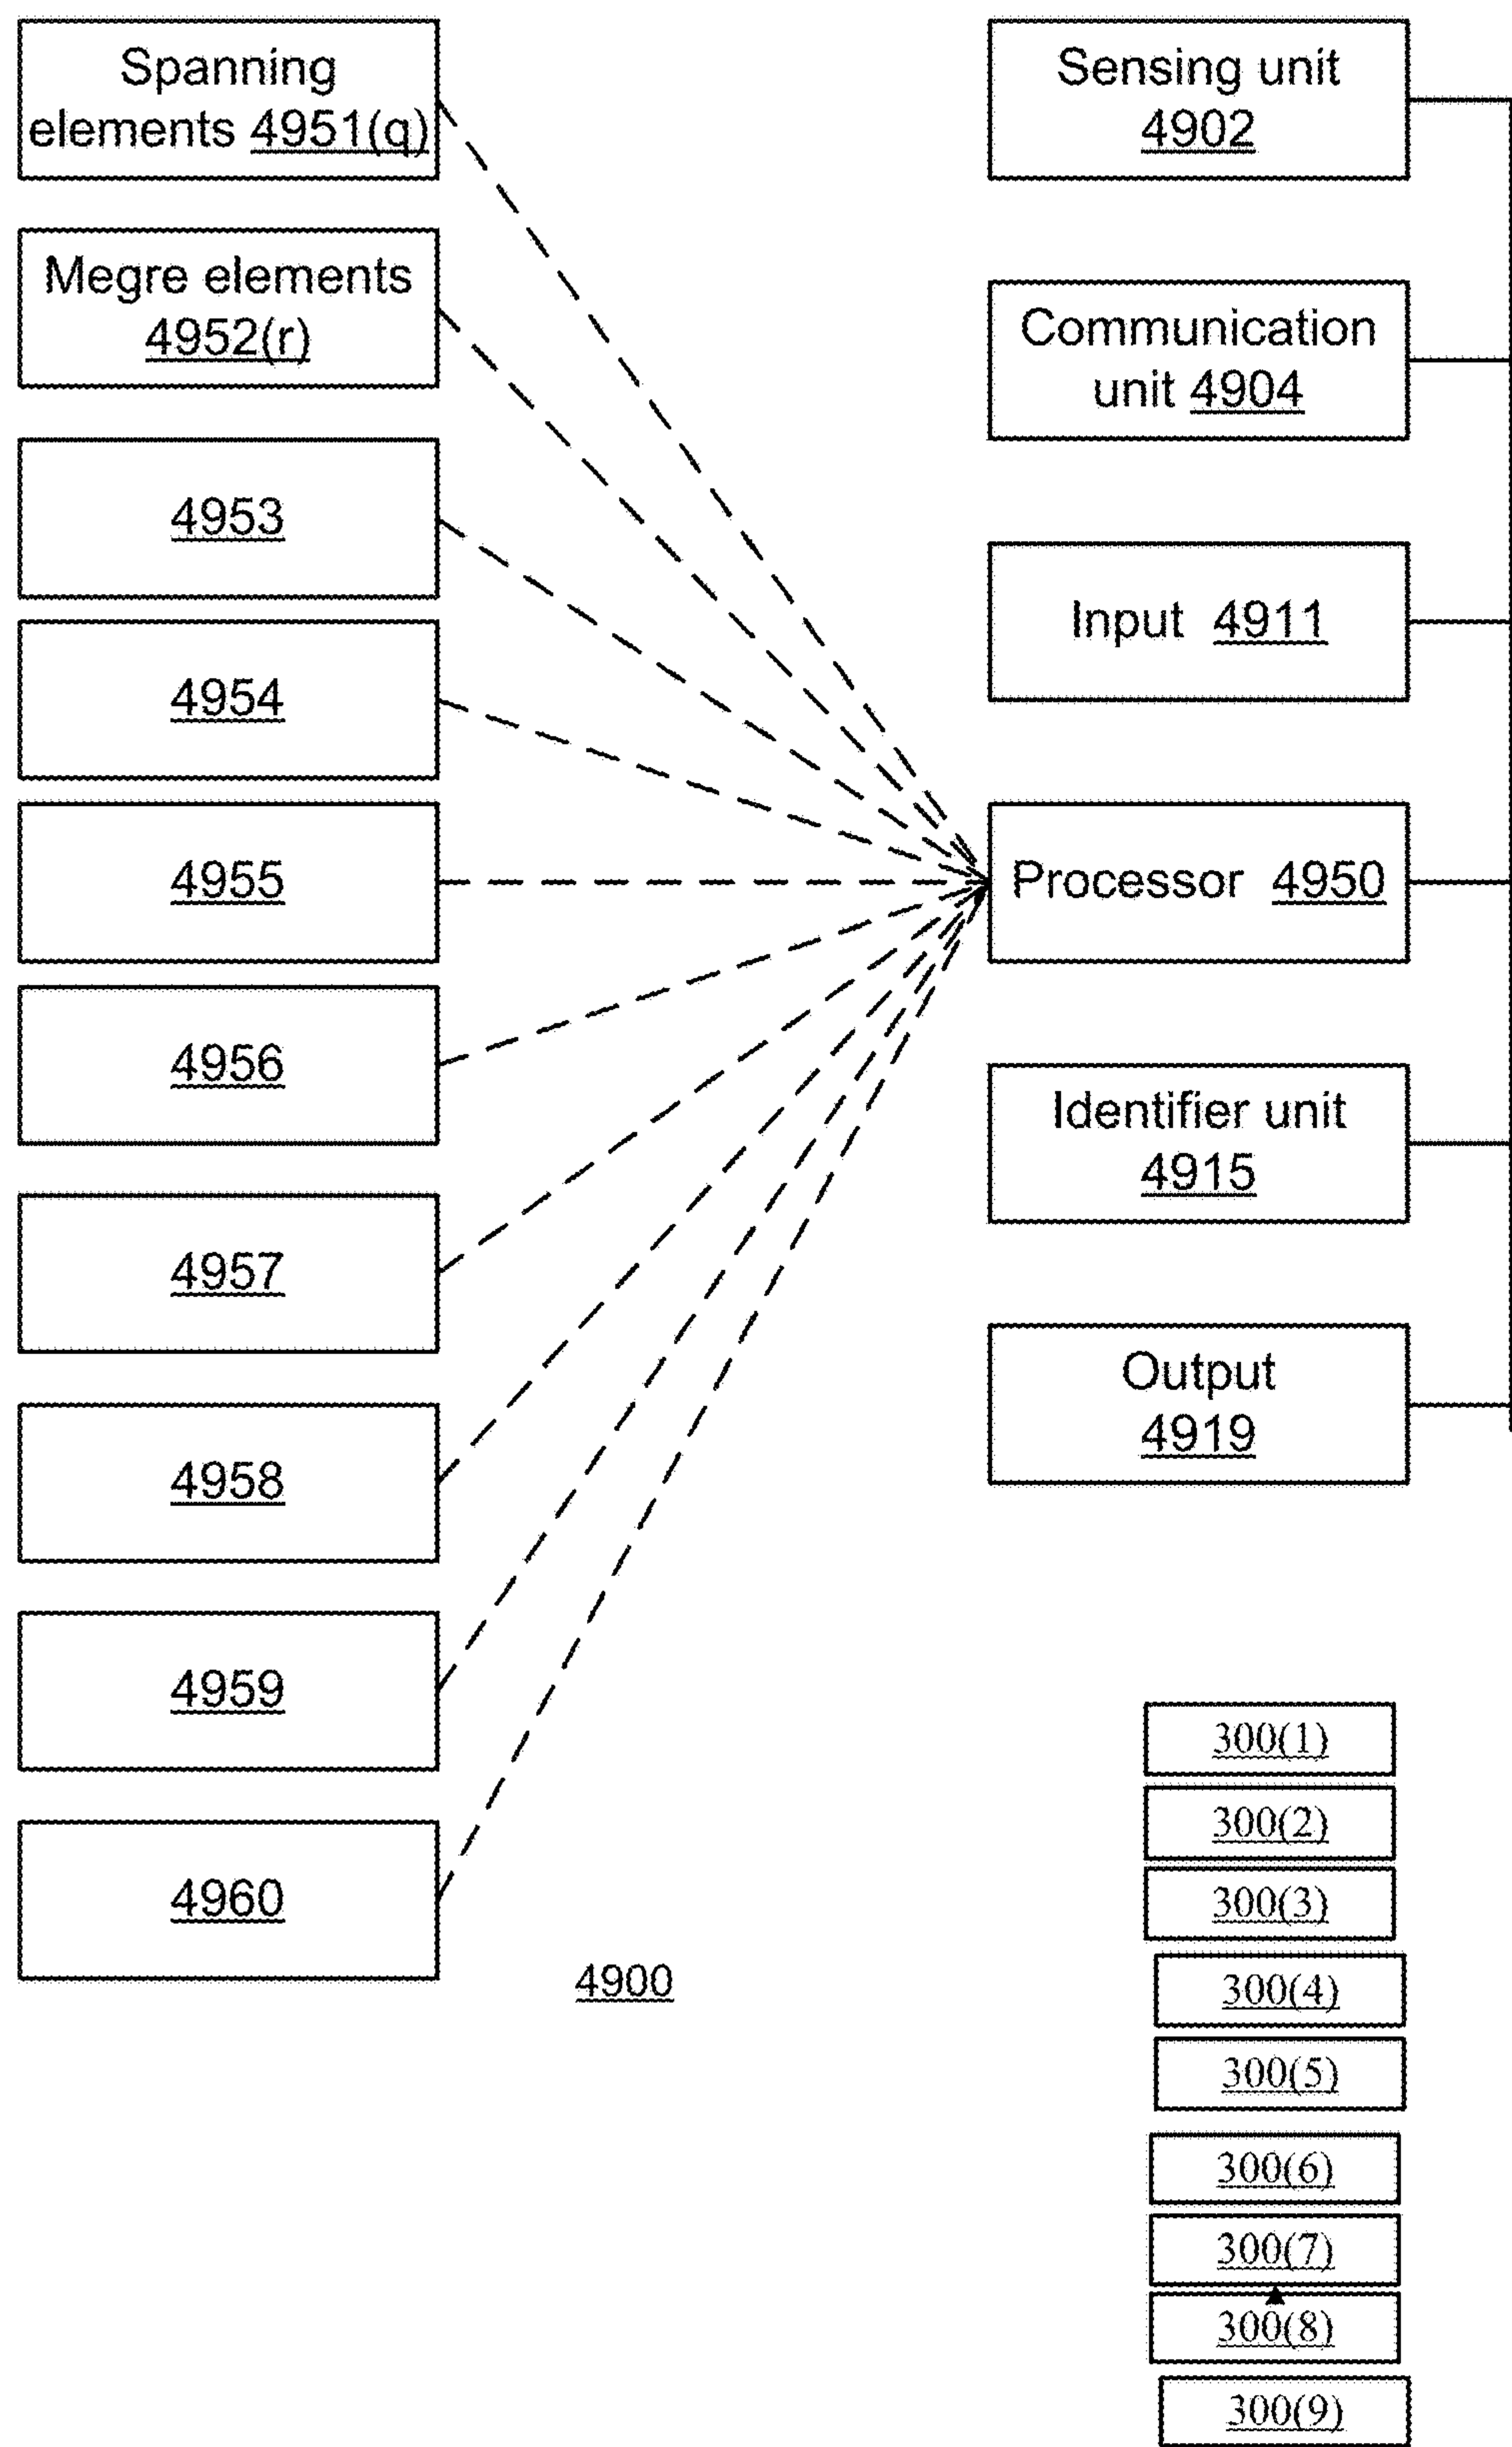 Spanning
elements 4951(q)
Megre elements
4952(r)
4953
4954
4955
4956
4957
4958
4959
4960
Sensing unit
4902
Communication
unit 4904
Input 4911
Processor 4950
Identifier unit
4915
Output
4919
4900
300(1)
300(2)
300(3)
300(4)
300(5)
300(6)
300(7)
300(8)
300(9)